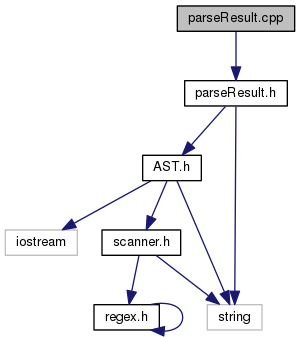 parseResult.cpp
parseResult.h
AST.h
iostream
scanner.h
regex.h
string